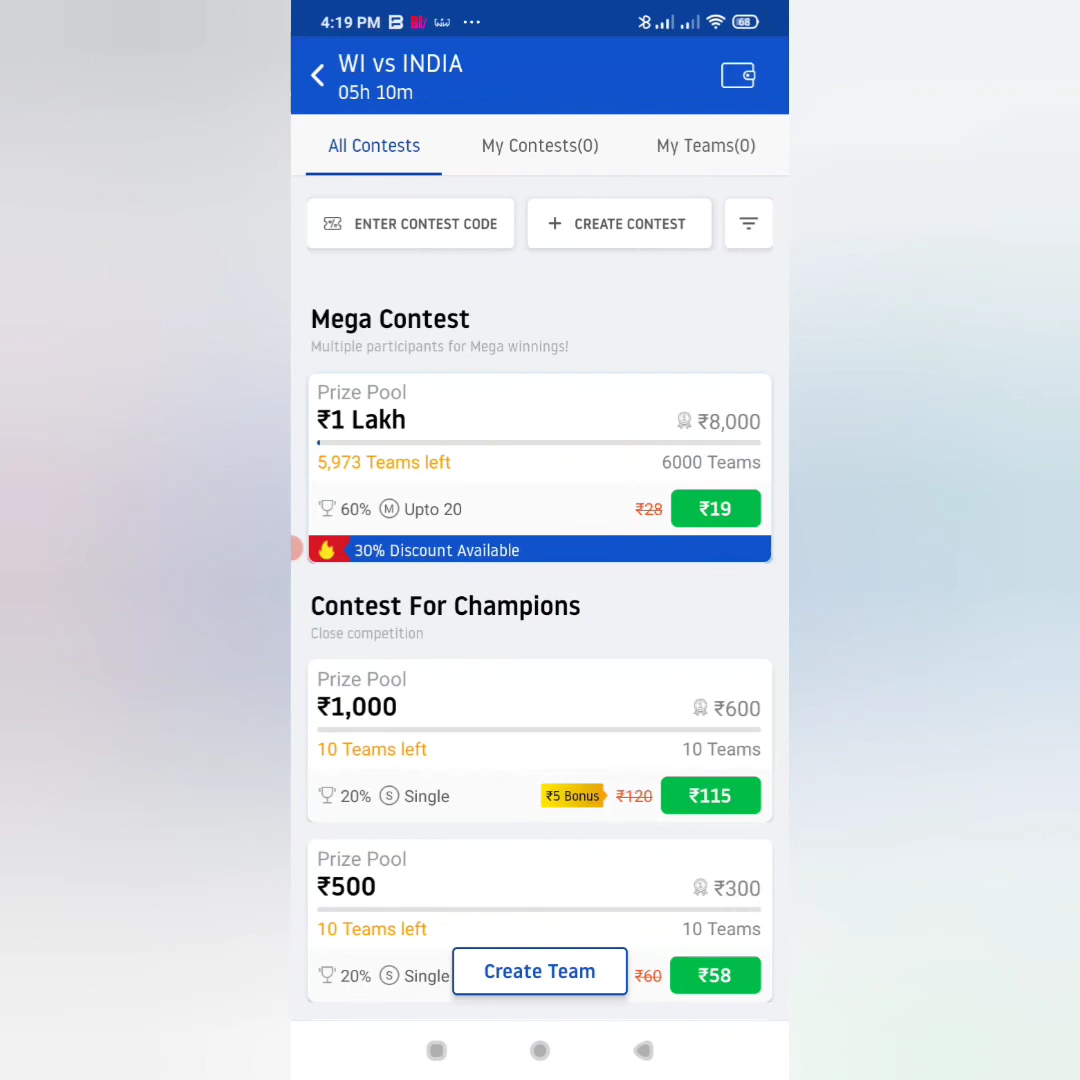 4:19 PM
68
WI vs INDIA
05h 10m
All Contests
My Contests(0)
My Teams(0)
ENTER CONTEST CODE
+ CREATE CONTEST
Mega Contest
Multiple participants for Mega winnings!
Prize Pool
₹1 Lakh
₹8,000
5,973 Teams left
6000 Teams
60% M Upto 20
₹28
₹19
30% Discount Available
Contest For Champions
Close competition
Prize Pool
₹1,000
₹600
10 Teams left
10 Teams
20% S Single
₹5 Bonus
₹120
₹115
Prize Pool
₹500
₹300
10 Teams left
10 Teams
20% S Single
Create Team
₹60
₹58